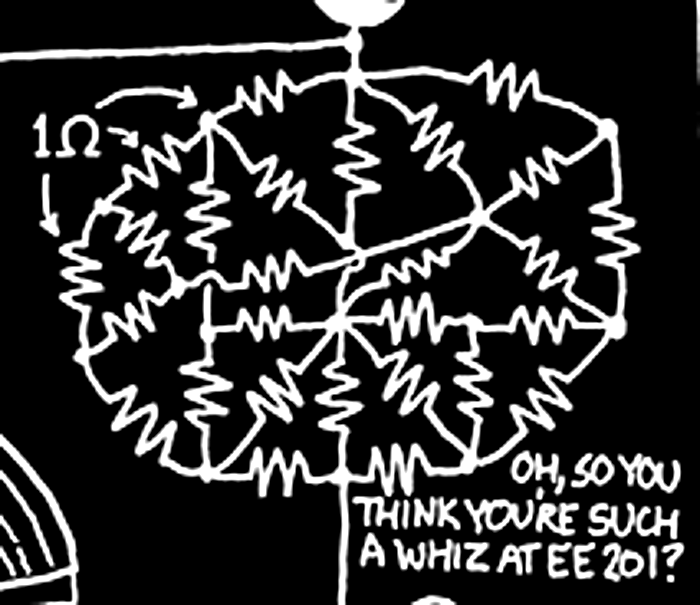 1Ω
OH, SO YOU
THINK YOU'RE SUCH
A WHIZ AT EE 201?